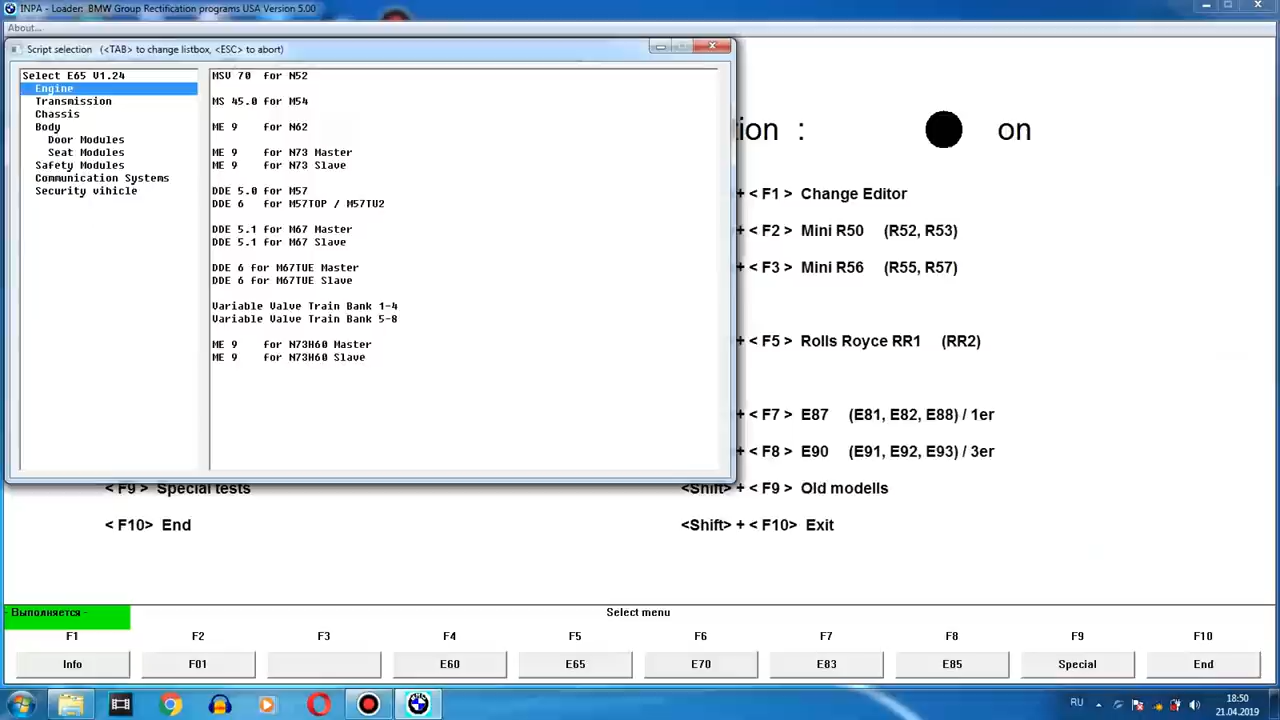 INPA - Loader: BMW Group Rectification programs USA Version 5.00
About...
Script selection (<TAB> to change listbox, <ESC> to abort)
Select E65 V1.24
Engine
Transmission
Chassis
Body
Door Modules
Seat Modules
Safety Modules
Communication Systems
Security vihicle
MSV 70 for N52
MS 45.0 for M54
ME 9 for N62
ME 9 for N73 Master
ME 9 for N73 Slave
DDE 5.0 for M57
DDE 6 for M57TOP / M57TU2
DDE 5.1 for M67 Master
DDE 5.1 for M67 Slave
DDE 6 for M67TUE Master
DDE 6 for M67TUE Slave
Variable Valve Train Bank 1-4
Variable Valve Train Bank 5-8
ME 9 for N73H60 Master
ME 9 for N73H60 Slave
tion : on
+ < F1 > Change Editor
+ < F2 > Mini R50 (R52, R53)
+ < F3 > Mini R56 (R55, R57)
+ < F5 > Rolls Royce RR1 (RR2)
+ < F7 > E87 (E81, E82, E88) / 1er
+ < F8 > E90 (E91, E92, E93) / 3er
< F9 > Special tests <Shift> + < F9 > Old modells
< F10> End <Shift> + < F10> Exit
- Выполняется - Select menu
F1 F2 F3 F4 F5 F6 F7 F8 F9 F10
Info F01 E60 E65 E70 E83 E85 Special End
RU 18:50
21.04.2019